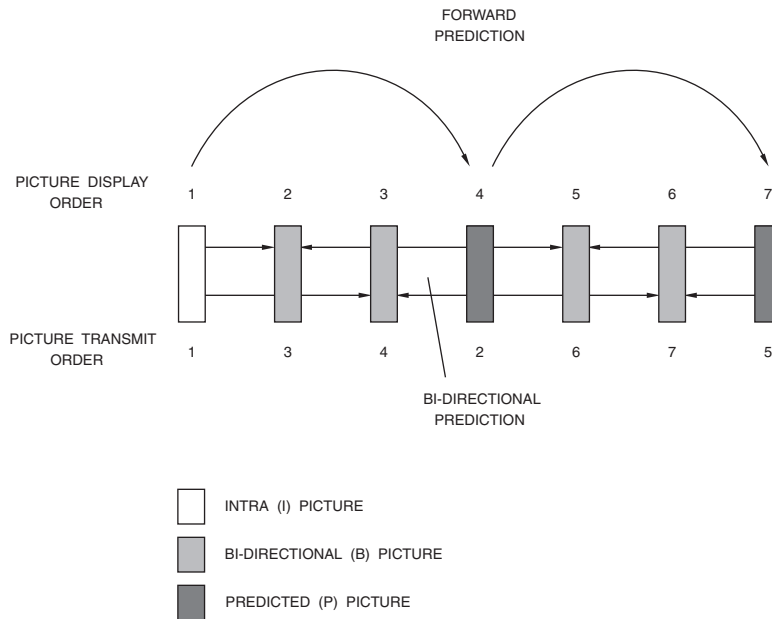 FORWARD
PREDICTION
PICTURE DISPLAY
ORDER
1 2 3 4 5 6 7
PICTURE TRANSMIT
ORDER
1 3 4 2 6 7 5
BI-DIRECTIONAL
PREDICTION
INTRA (I) PICTURE
BI-DIRECTIONAL (B) PICTURE
PREDICTED (P) PICTURE